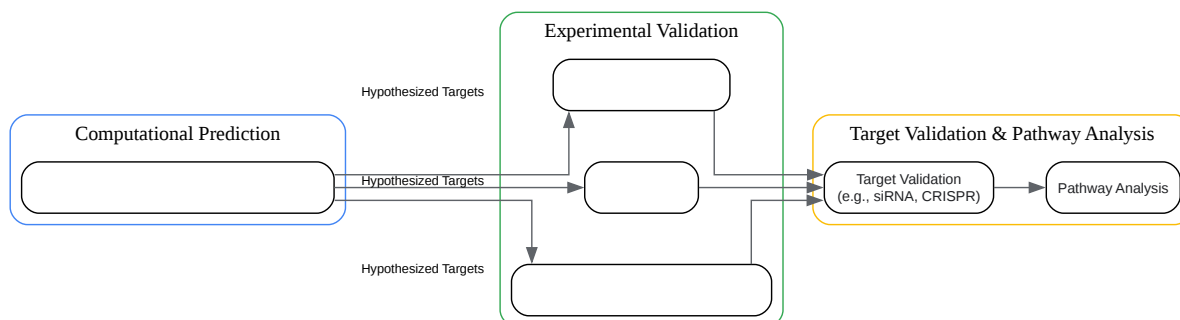 Experimental Validation
Hypothesized Targets
Computational Prediction
Target Validation & Pathway Analysis
Hypothesized Targets
Target Validation
(e.g., siRNA, CRISPR)
Pathway Analysis
Hypothesized Targets